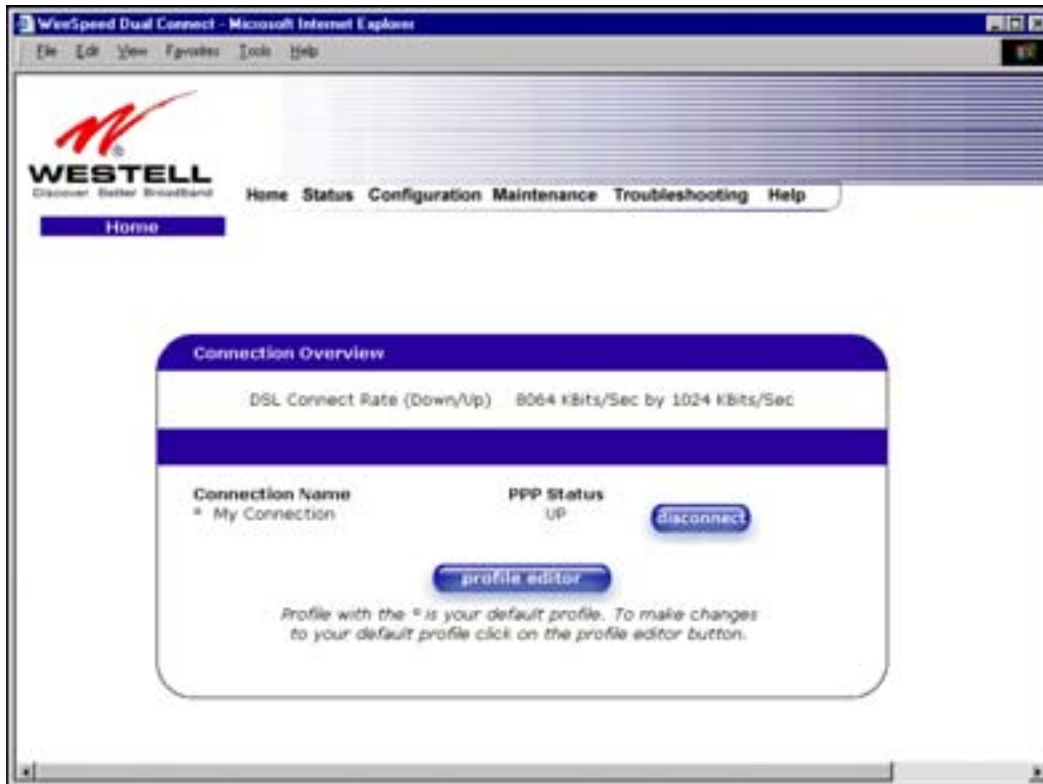 WireSpeed Dual Connect - Microsoft Internet Explorer
File Edit View Favorites Tools Help
WESTELL
Discover Better Broadband
Home Status Configuration Maintenance Troubleshooting Help
Home
Connection Overview
DSL Connect Rate (Down/Up) 8064 KBits/Sec by 1024 KBits/Sec
Connection Name PPP Status
* My Connection UP disconnect
profile editor
Profile with the * is your default profile. To make changes
to your default profile click on the profile editor button.